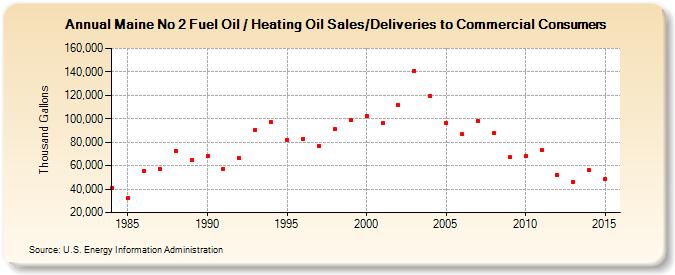 Annual Maine No 2 Fuel Oil / Heating Oil Sales/Deliveries to Commercial Consumers
Thousand Gallons
160,000
140,000
120,000
100,000
80,000
60,000
40,000
20,000
1985 1990 1995 2000 2005 2010 2015
Source: U.S. Energy Information Administration